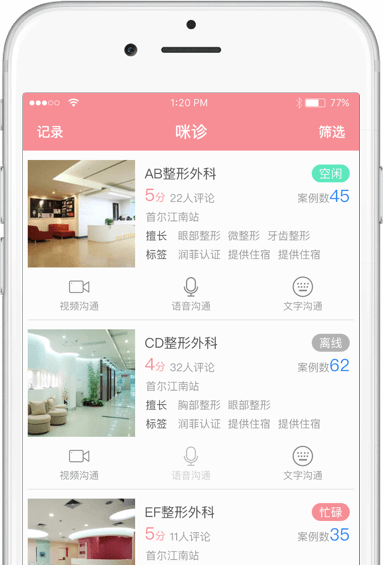 1:20 PM 77%
记录 咪诊 筛选
AB整形外科 空闲
5分 22人评论 案例数45
首尔江南站
擅长 眼部整形 微整形 牙齿整形
标签 润菲认证 提供住宿 提供住宿
视频沟通 语音沟通 文字沟通
CD整形外科 离线
4分 32人评论 案例数62
首尔江南站
擅长 胸部整形 眼部整形
标签 润菲认证 提供住宿 提供住宿
视频沟通 语音沟通 文字沟通
EF整形外科 忙碌
5分 11人评论 案例数35
首尔江南站